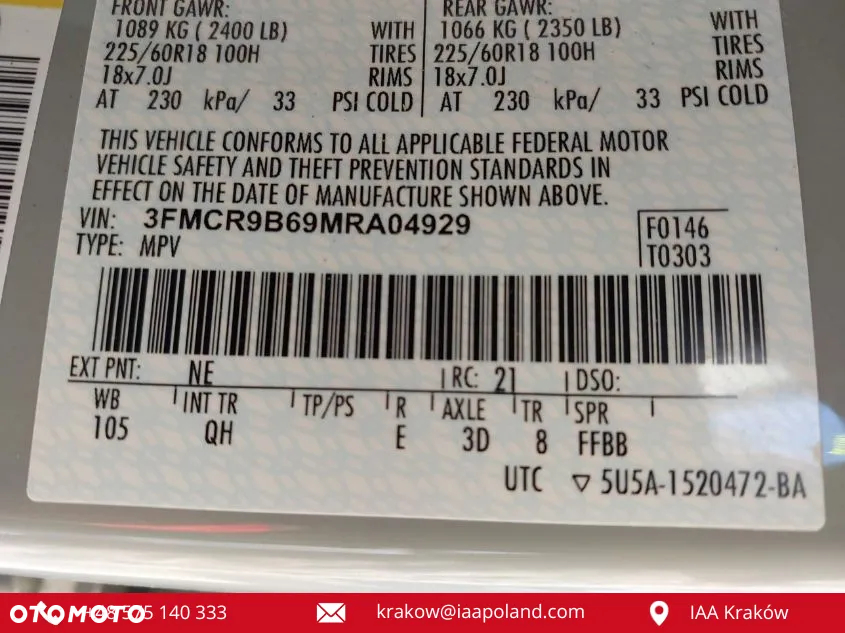 FRONT GAWR: REAR GAWR:
1089 KG ( 2400 LB) WITH 1066 KG ( 2350 LB) WITH
225/60R18 100H TIRES 225/60R18 100H TIRES
18x7.0J RIMS 18x7.0J RIMS
AT 230 kPa/ 33 PSI COLD AT 230 kPa/ 33 PSI COLD
THIS VEHICLE CONFORMS TO ALL APPLICABLE FEDERAL MOTOR
VEHICLE SAFETY AND THEFT PREVENTION STANDARDS IN
EFFECT ON THE DATE OF MANUFACTURE SHOWN ABOVE.
VIN: 3FMCR9B69MRA04929 F0146
TYPE: MPV T0303
EXT PNT: NE RC: 21 DSO:
WB INT TR TP/PS R AXLE TR SPR
105 QH E 3D 8 FFBB
UTC ▽ 5U5A-1520472-BA
OTOMOTO 140 333 krakow@iaapoland.com IAA Kraków